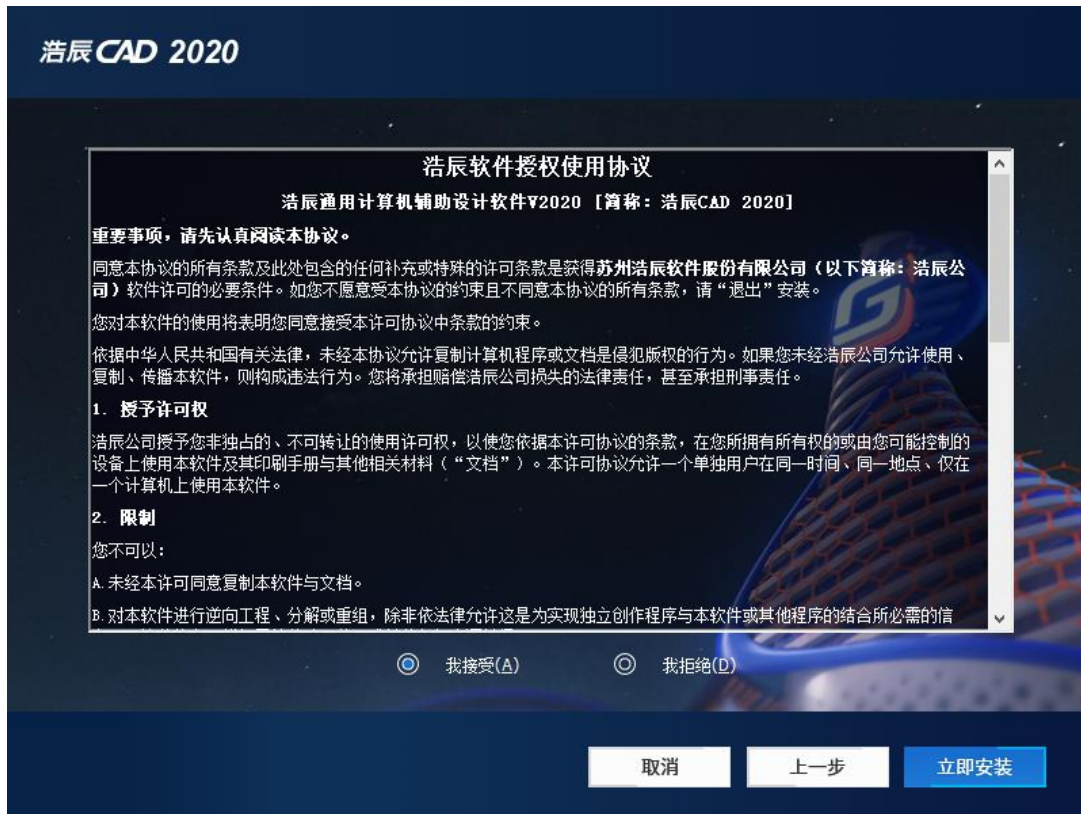 浩辰CAD 2020
浩辰软件授权使用协议
浩辰通用计算机辅助设计软件V2020 [简称：浩辰CAD 2020]
重要事项，请先认真阅读本协议。
同意本协议的所有条款及此处包含的任何补充或特殊的许可条款是获得苏州浩辰软件股份有限公司（以下简称：浩辰公
司）软件许可的必要条件。如您不愿意受本协议的约束且不同意本协议的所有条款，请“退出”安装。
您对本软件的使用将表明您同意接受本许可协议中条款的约束。
依据中华人民共和国有关法律，未经本协议允许复制计算机程序或文档是侵犯版权的行为。如果您未经浩辰公司允许使用、
复制、传播本软件，则构成违法行为。您将承担赔偿浩辰公司损失的法律责任，甚至承担刑事责任。
1. 授予许可权
浩辰公司授予您非独占的、不可转让的使用许可权，以使您依据本许可协议的条款，在您所拥有所有权的或由您可能控制的
设备上使用本软件及其印刷手册与其他相关材料（“文档”）。本许可协议允许一个单独用户在同一时间、同一地点、仅在
一个计算机上使用本软件。
2. 限制
您不可以：
A. 未经本许可同意复制本软件与文档。
B. 对本软件进行逆向工程、分解或重组，除非依法律允许这是为实现独立创作程序与本软件或其他程序的结合所必需的信
我接受(A)
我拒绝(D)
取消
上一步
立即安装